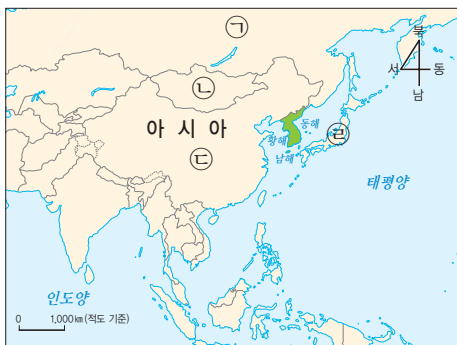 ㉠
북
서 동
남
㉡
아 시 아
동해
황해
㉣
㉢
남해
태평양
인도양
0 1,000㎞(적도 기준)